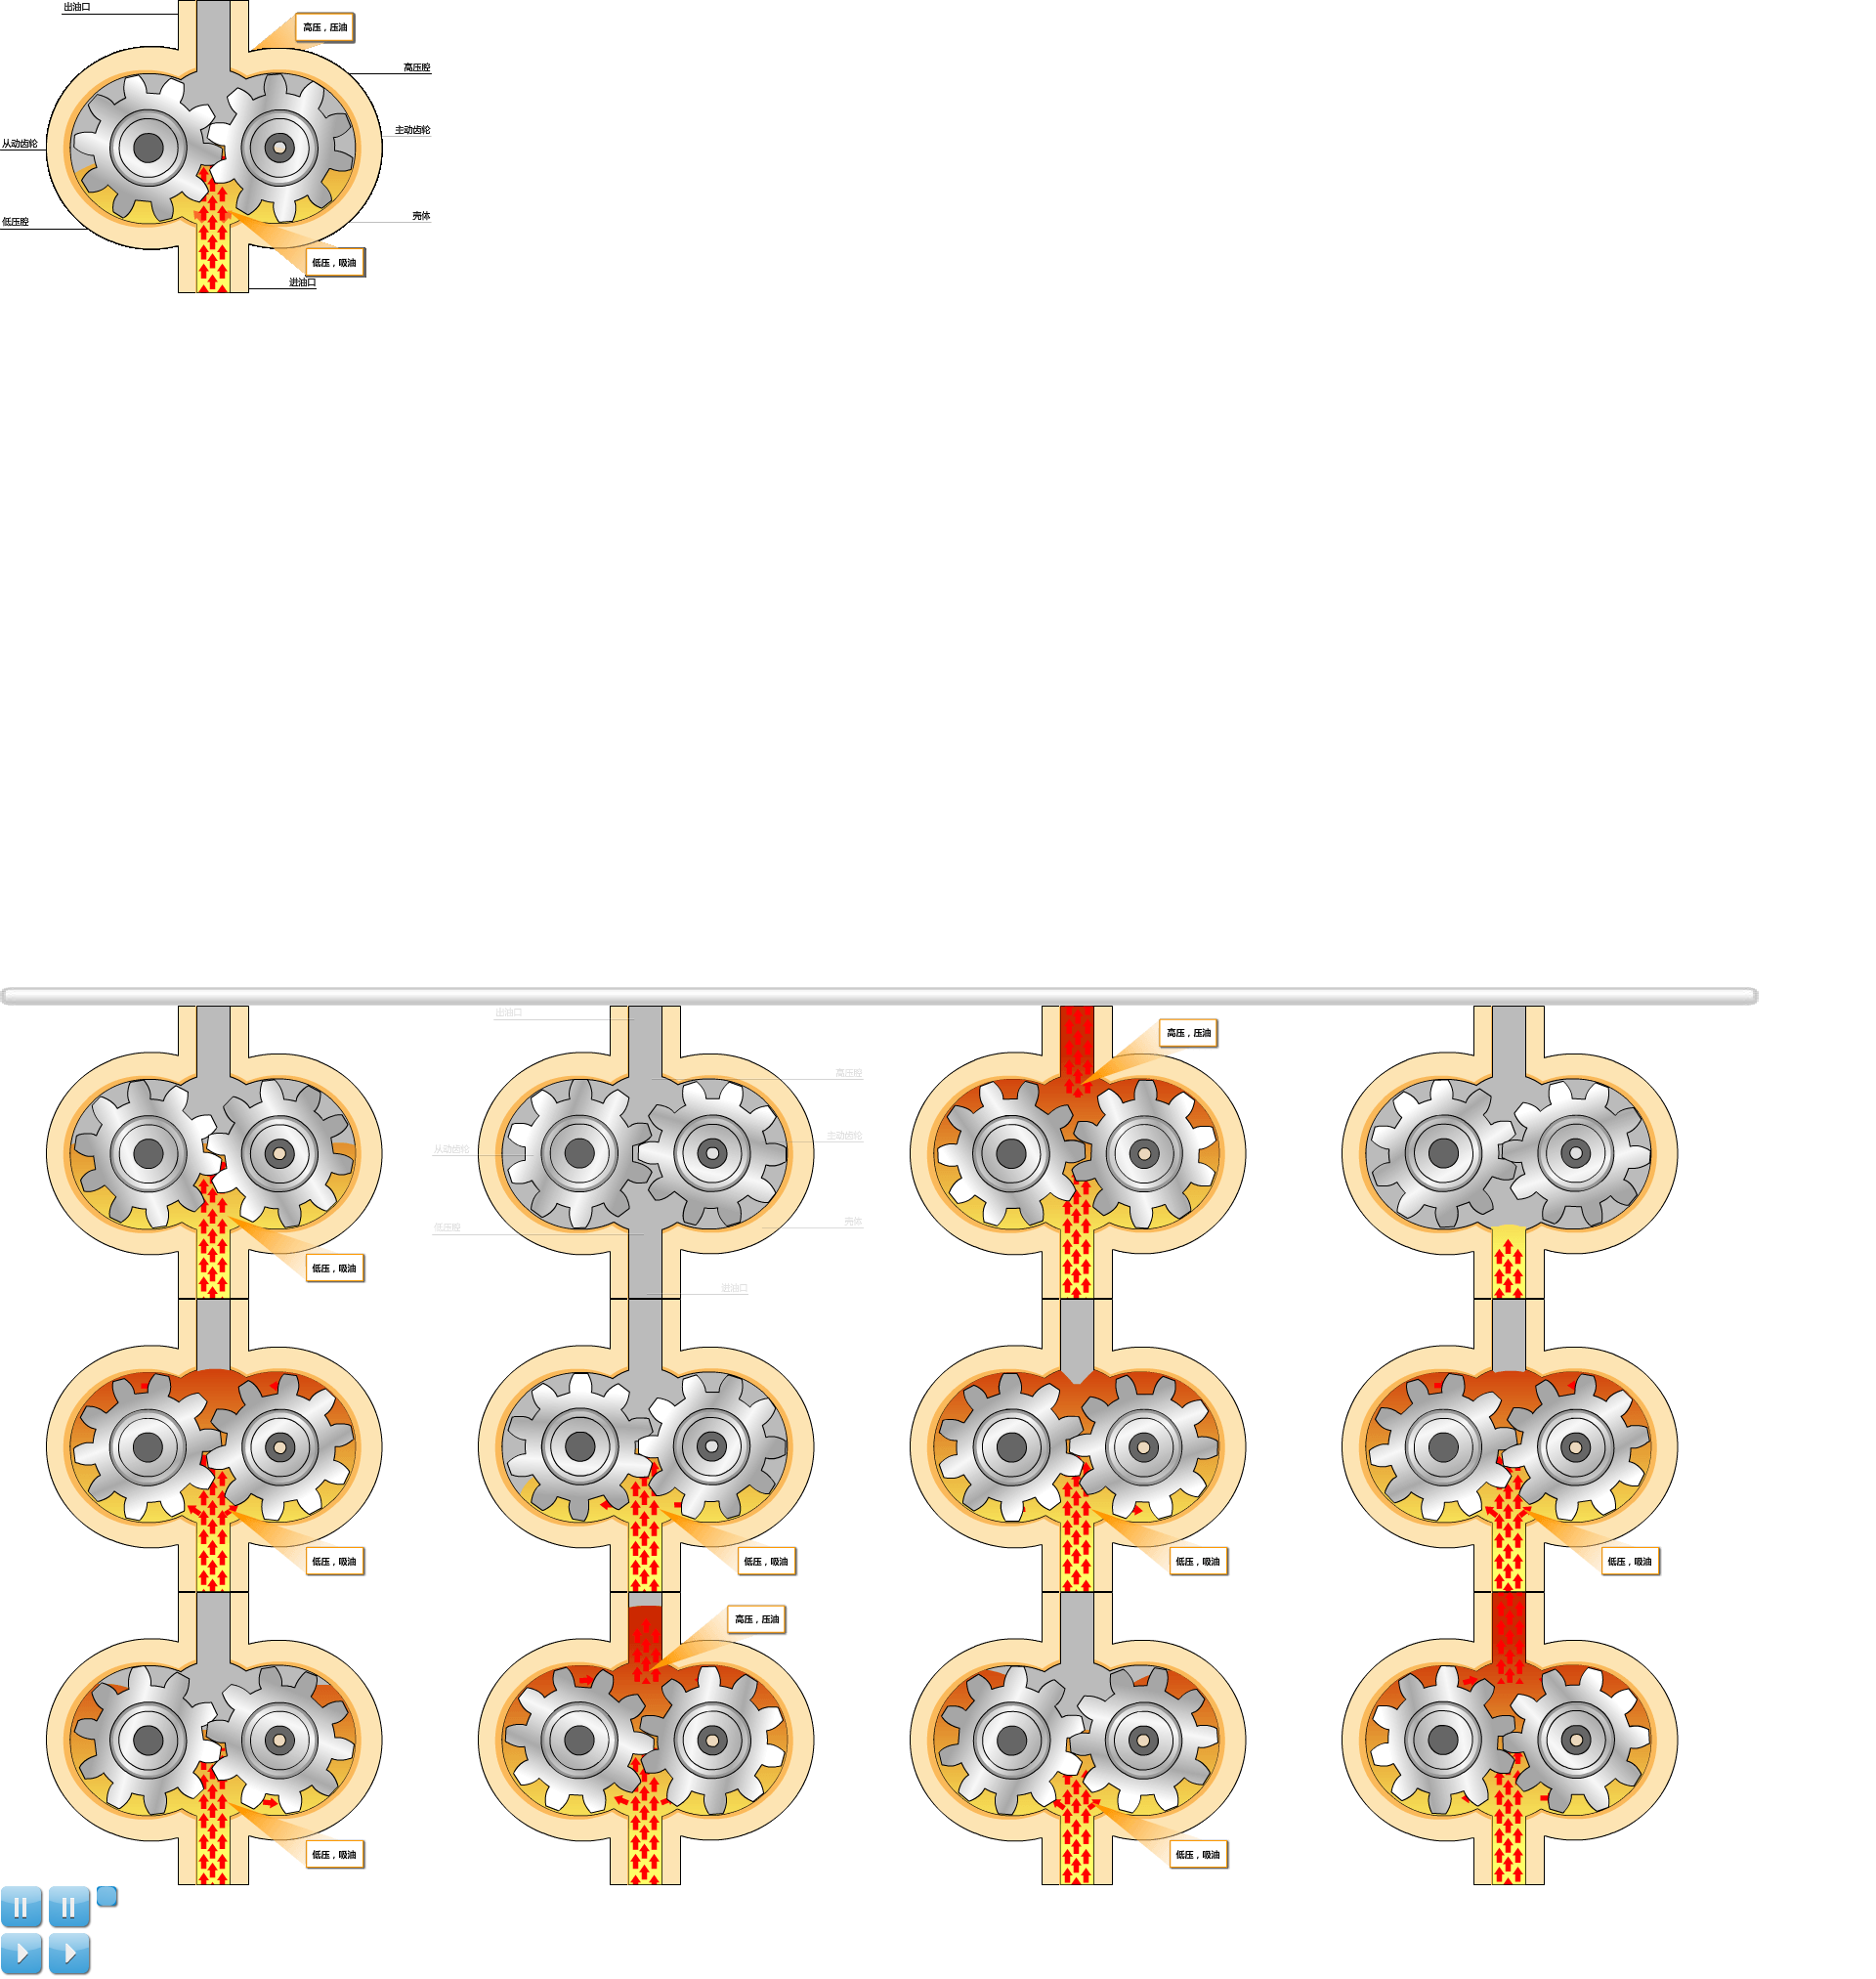 出油口
高压，压油
高压腔
主动齿轮
从动齿轮
壳体
低压腔
低压，吸油
进油口
出油口
高压，压油
高压腔
主动齿轮
从动齿轮
壳体
低压腔
低压，吸油
进油口
低压，吸油
低压，吸油
低压，吸油
低压，吸油
高压，压油
低压，吸油
低压，吸油